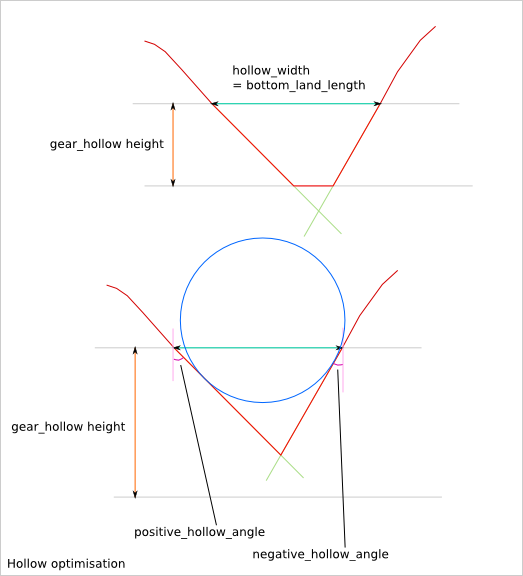 hollow_width
= bottom_land_length
gear_hollow height
gear_hollow height
positive_hollow_angle
negative_hollow_angle
Hollow optimisation